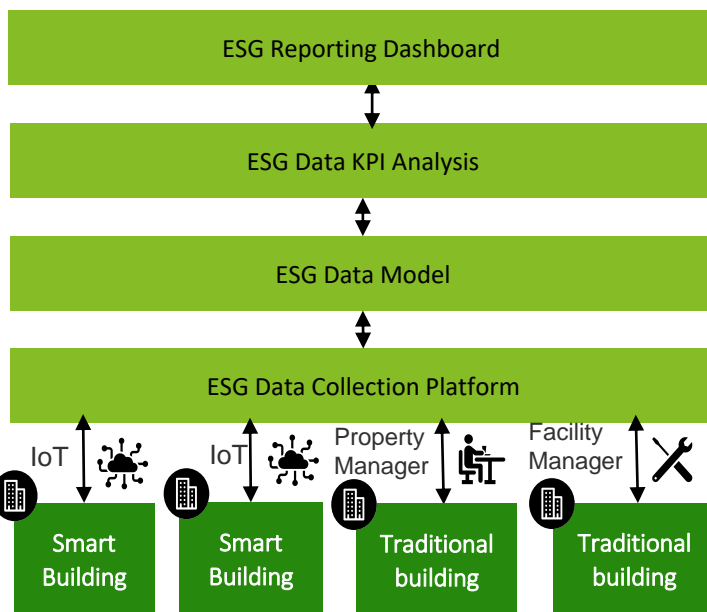 ESG Reporting Dashboard
ESG Data KPI Analysis
ESG Data Model
ESG Data Collection Platform
IoT
IoT
Property
Manager
Facility
Manager
Smart
Building
Smart
Building
Traditional
building
Traditional
building